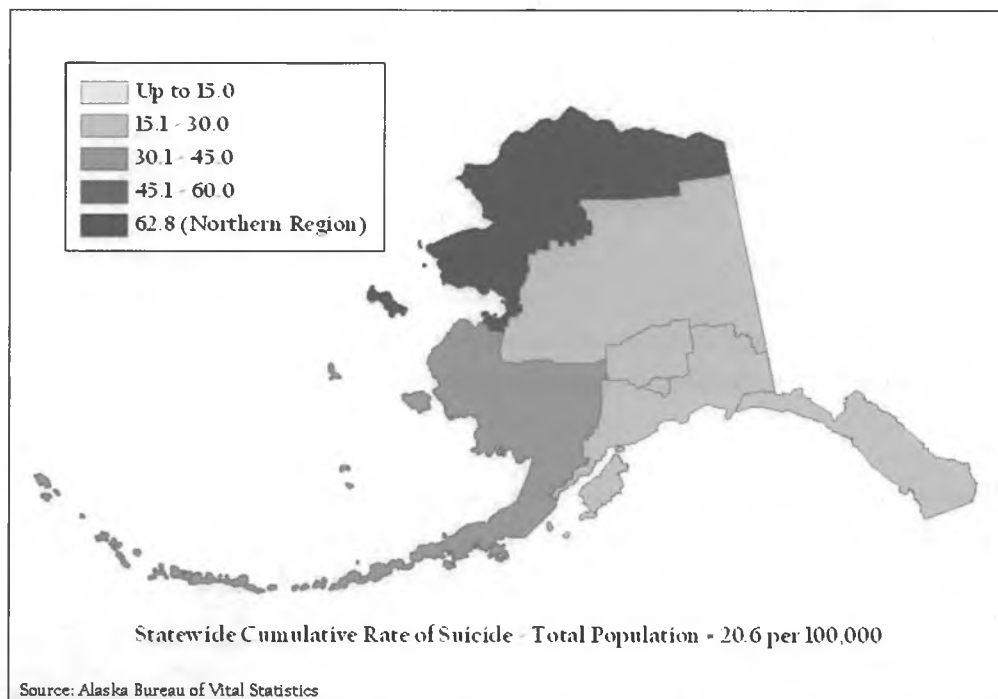 Up to 15.0
15.1 - 30.0
30.1 - 45.0
45.1 - 60.0
62.8 (Northern Region)
Statewide Cumulative Rate of Suicide - Total Population = 20.6 per 100,000
Source: Alaska Bureau of Vital Statistics